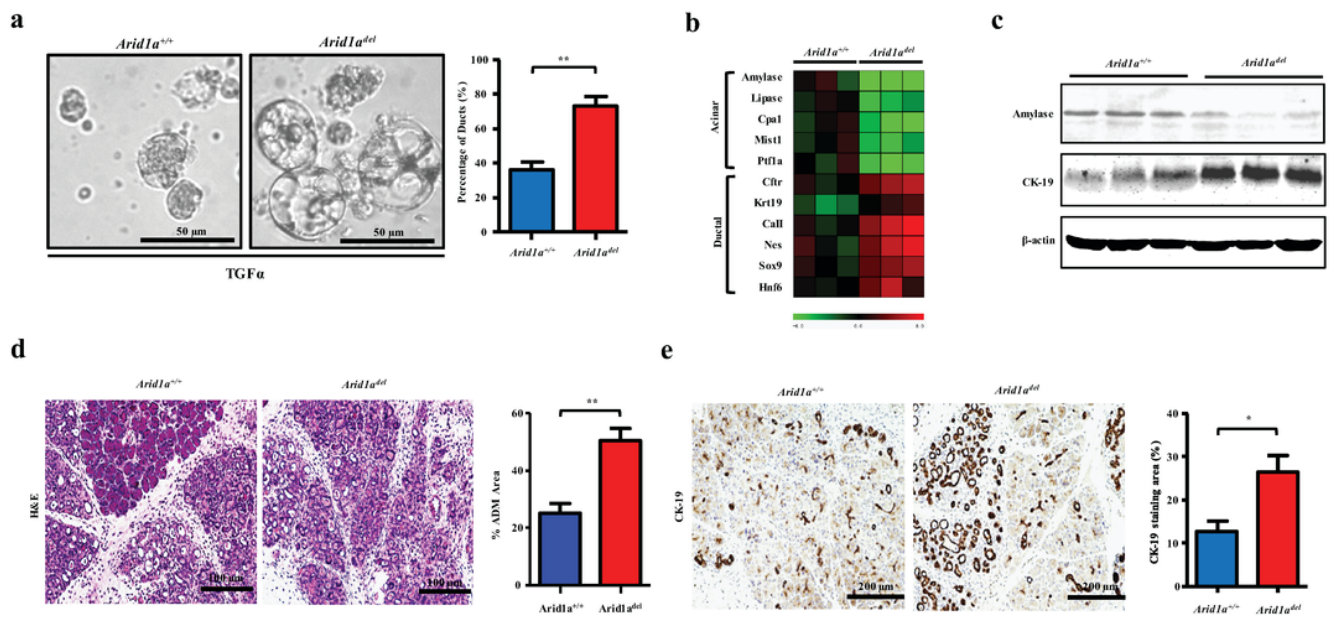 a
Arid1a+/+
Arid1adel
50 μm
50 μm
TGFα
Percentage of Ducts (%)
100
80
60
40
20
0
**
Arid1a+/+
Arid1adel
b
Arid1a+/+
Arid1adel
Acinar
Amylase
Lipase
Cpa1
Mist1
Ptf1a
Ductal
Cftr
Krt19
CaII
Nes
Sox9
Hnf6
c
Arid1a+/+
Arid1adel
Amylase
CK-19
β-actin
d
Arid1a+/+
Arid1adel
H&E
100 μm
100 μm
% ADM Area
60
40
20
0
**
Arid1a+/+
Arid1adel
e
Arid1a+/+
Arid1adel
CK-19
200 μm
200 μm
CK-19 staining area (%)
40
30
20
10
0
*
Arid1a+/+
Arid1adel